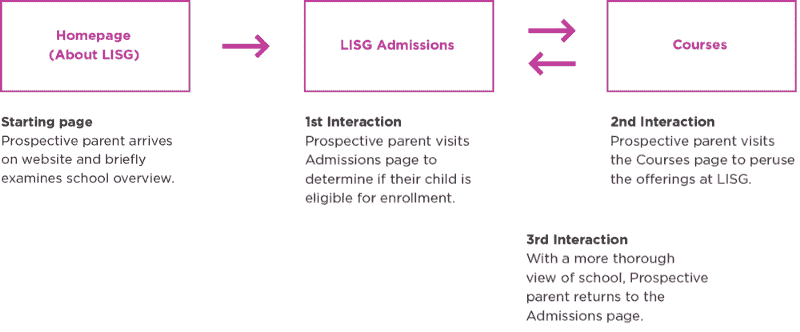 Homepage
(About LISG)
LISG Admissions
Courses
Starting page
Prospective parent arrives
on website and briefly
examines school overview.
1st Interaction
Prospective parent visits
Admissions page to
determine if their child is
eligible for enrollment.
2nd Interaction
Prospective parent visits
the Courses page to peruse
the offerings at LISG.
3rd Interaction
With a more thorough
view of school, Prospective
parent returns to the
Admissions page.